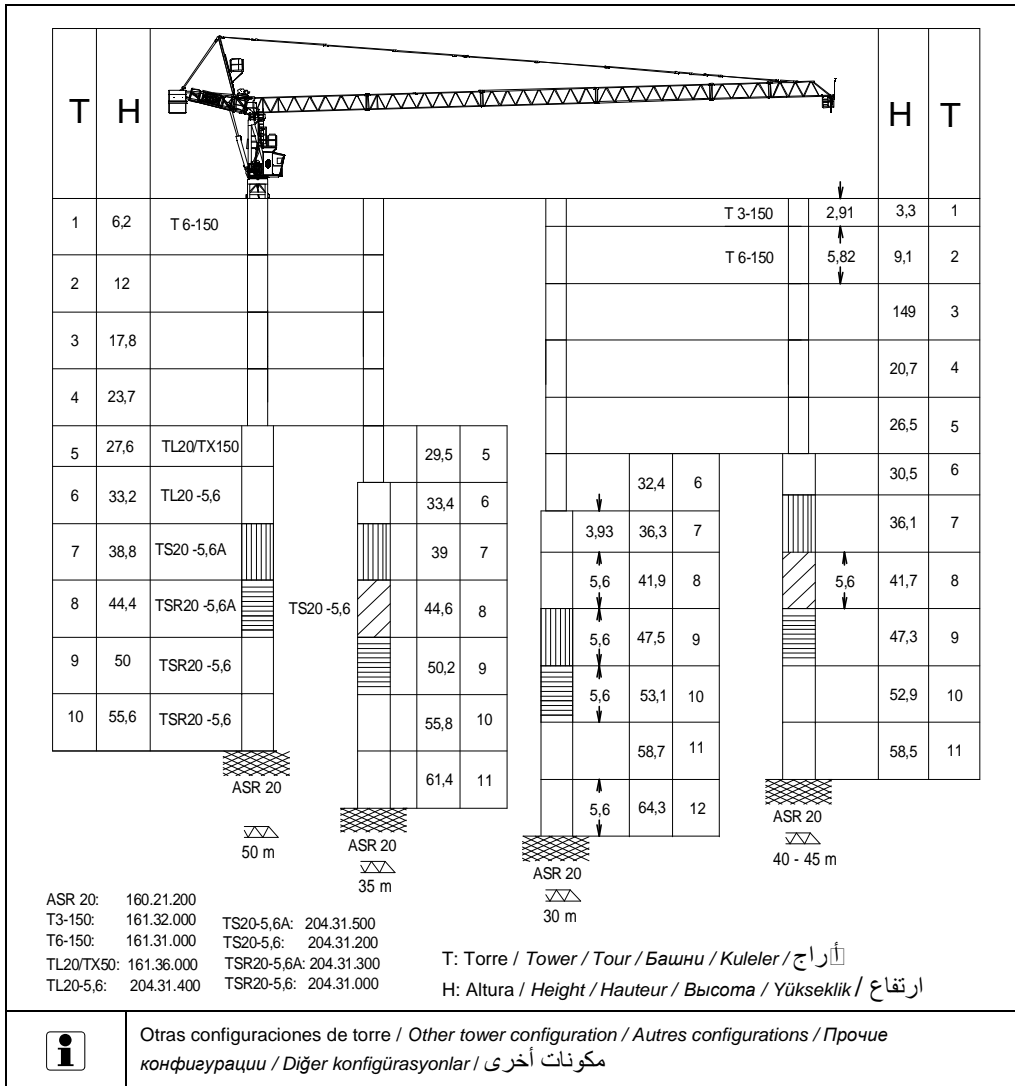 T H H T
T 3-150 2,91 3,3 1
1 6,2 T 6-150
T 6-150 5,82 9,1 2
2 12
149 3
3 17,8
20,7 4
4 23,7
26,5 5
5 27,6 TL20/TX150 29,5 5
30,5 6
6 33,2 TL20 -5,6 33,4 6 32,4 6
36,1 7
3,93 36,3 7
7 38,8 TS20 -5,6A 39 7
5,6 41,9 8 5,6 41,7 8
8 44,4 TSR20 -5,6A TS20 -5,6 44,6 8
5,6 47,5 9 47,3 9
9 50 TSR20 -5,6 50,2 9
5,6 53,1 10 52,9 10
10 55,6 TSR20 -5,6 55,8 10
58,7 11 58,5 11
61,4 11
5,6 64,3 12
ASR 20
50 m
ASR 20
35 m
ASR 20
30 m
ASR 20
40 - 45 m
ASR 20: 160.21.200
T3-150: 161.32.000
T6-150: 161.31.000
TL20/TX50: 161.36.000
TL20-5,6: 204.31.400
TS20-5,6A: 204.31.500
TS20-5,6: 204.31.200
TSR20-5,6A: 204.31.300
TSR20-5,6: 204.31.000
T: Torre / Tower / Tour / Башни / Kuleler /
H: Altura / Height / Hauteur / Высота / Yükseklik / ارتفاع
i
Otras configuraciones de torre / Other tower configuration / Autres configurations / Прочие
конфигурации / Diğer konfigürasyonlar / مكونات أخرى